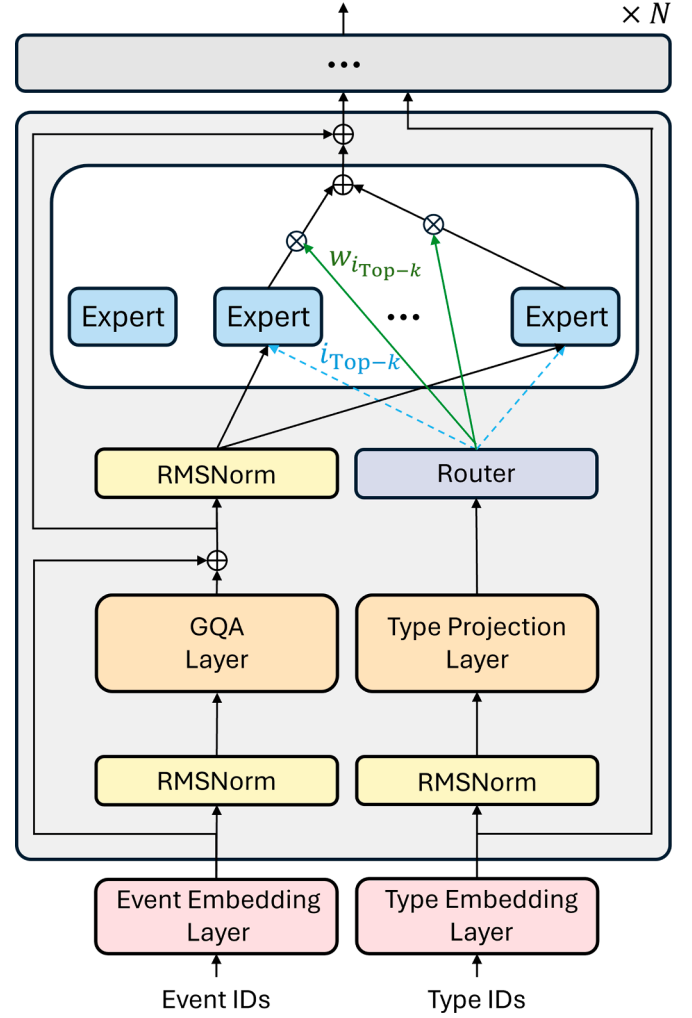 × N
...
w_{i_{Top-k}}
Expert
Expert
...
Expert
i_{Top-k}
RMSNorm
Router
GQA
Layer
Type Projection
Layer
RMSNorm
RMSNorm
Event Embedding
Layer
Type Embedding
Layer
Event IDs
Type IDs